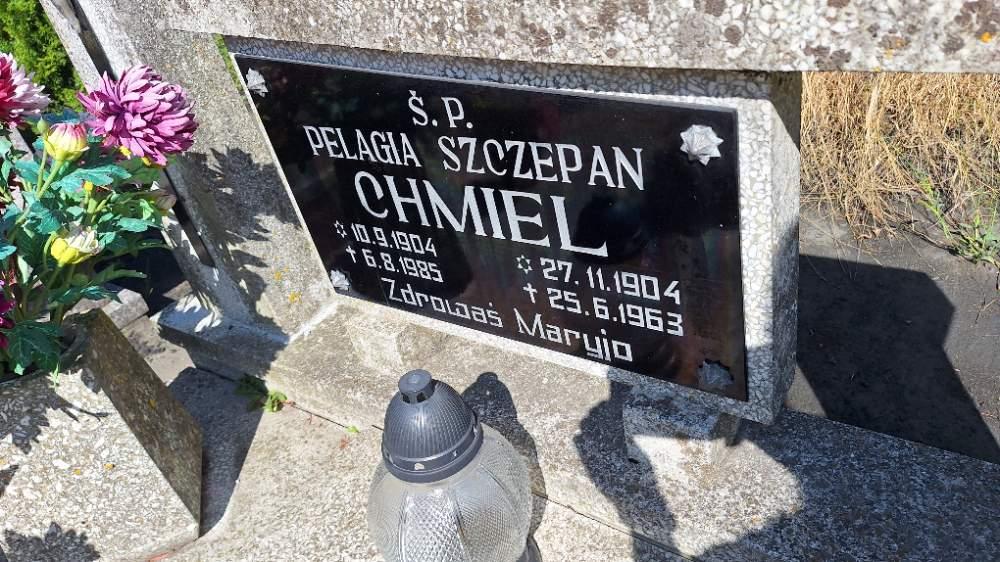 Ś. P.
PELAGIA SZCZEPAN
CHMIEL
✡ 10.9.1904 ✡ 27.11.1904
✝ 6.8.1985 ✝ 25.6.1963
Zdrowaś Maryjo